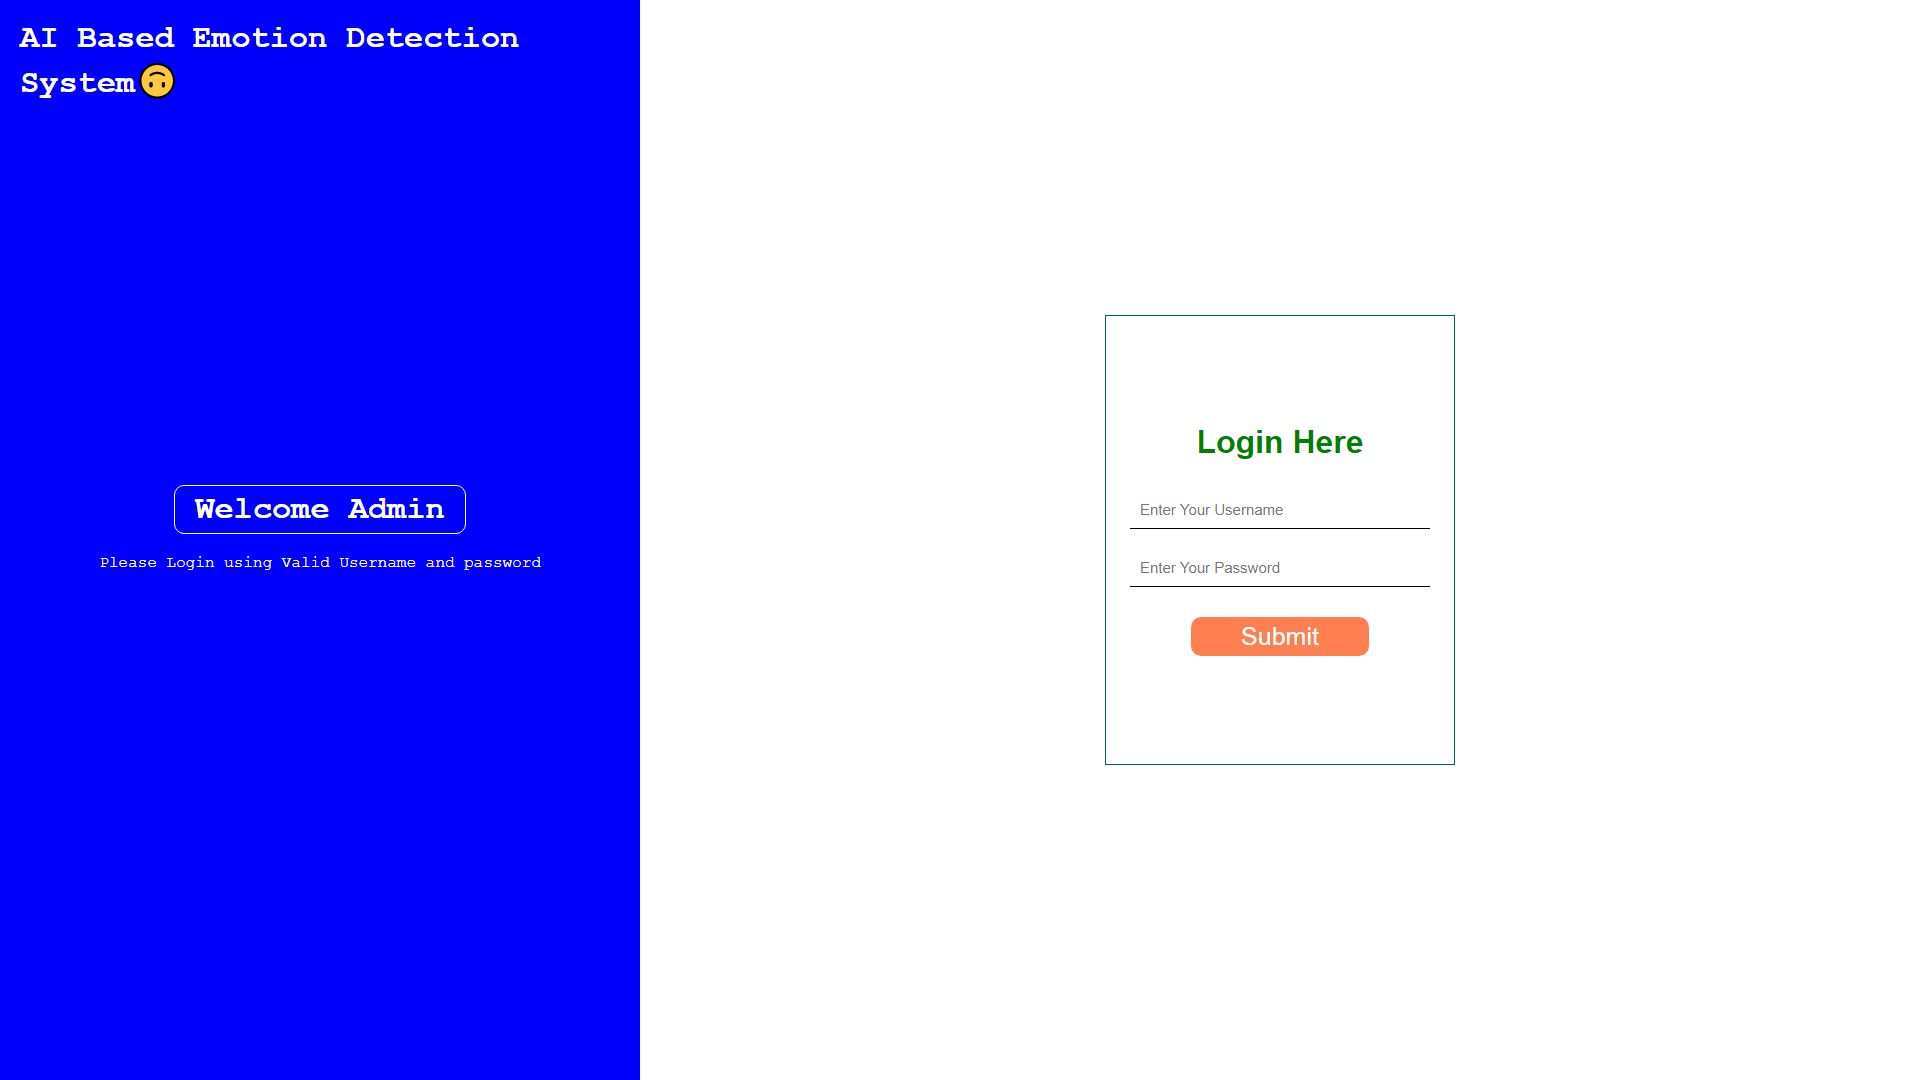 AI Based Emotion Detection
System🙃
Welcome Admin
Please Login using Valid Username and password
Login Here
Enter Your Username
Enter Your Password
Submit